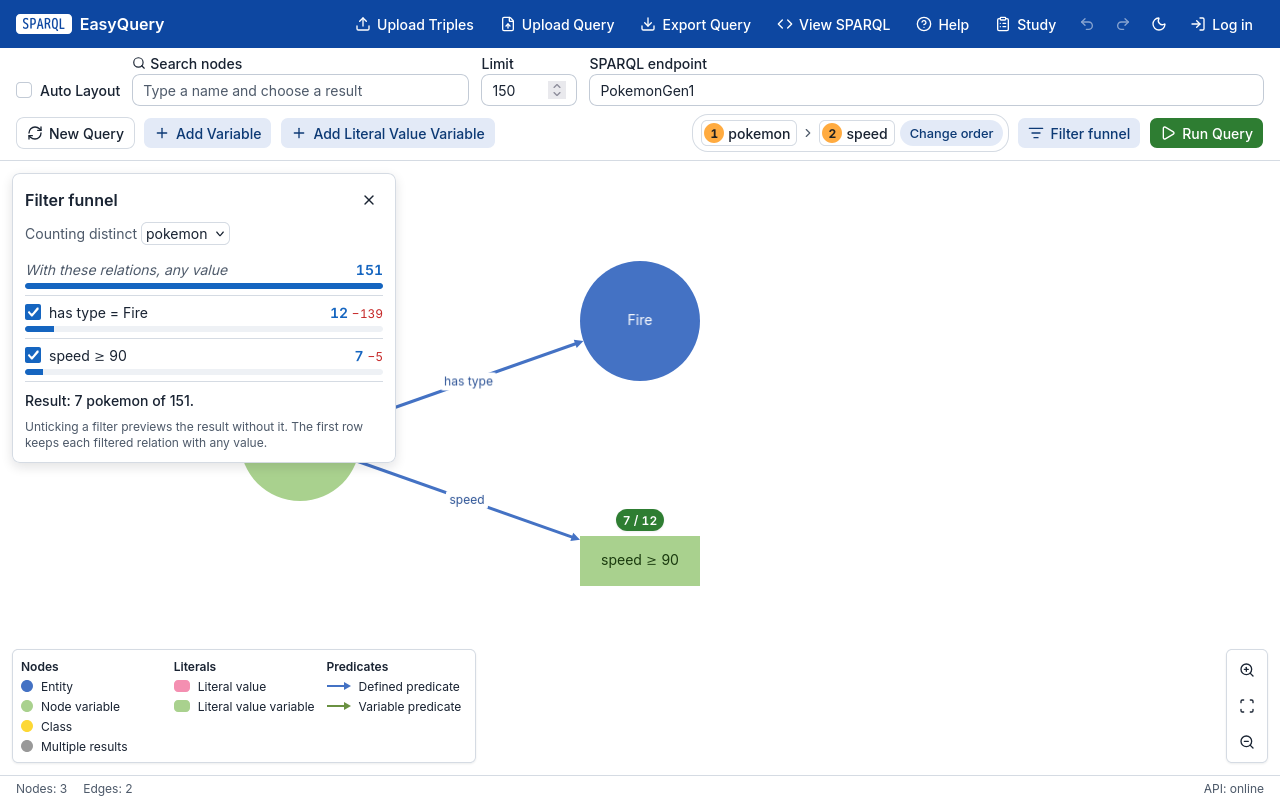 SPARQL EasyQuery
Upload Triples
Upload Query
Export Query
View SPARQL
Help
Study
Log in
Auto Layout
Search nodes
Type a name and choose a result
Limit
150
SPARQL endpoint
PokemonGen1
New Query
Add Variable
Add Literal Value Variable
1 pokemon > 2 speed
Change order
Filter funnel
Run Query
Filter funnel
Counting distinct pokemon
With these relations, any value 151
has type = Fire 12 −139
speed ≥ 90 7 −5
Result: 7 pokemon of 151.
Unticking a filter previews the result without it. The first row
keeps each filtered relation with any value.
Fire
has type
speed
7 / 12
speed ≥ 90
Nodes
Entity
Node variable
Class
Multiple results
Literals
Literal value
Literal value variable
Predicates
Defined predicate
Variable predicate
Nodes: 3
Edges: 2
API: online